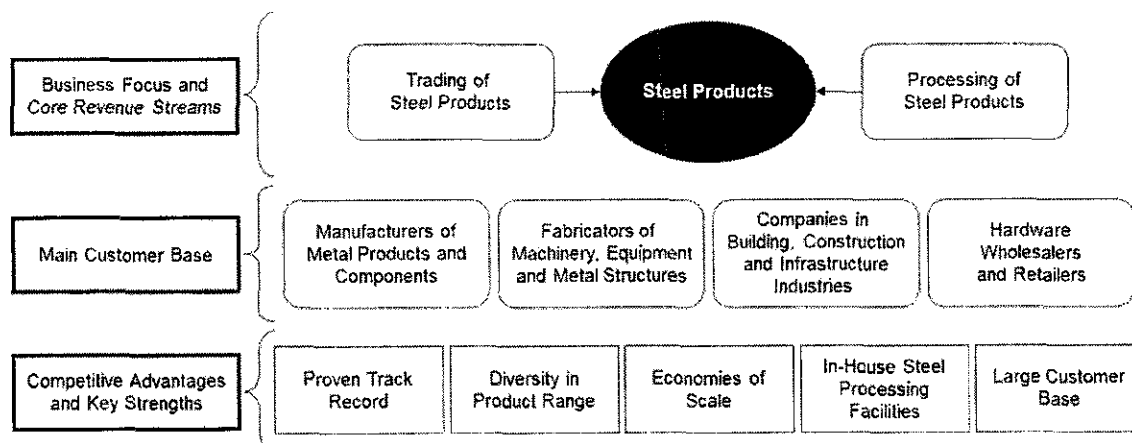 Business Focus and
Core Revenue Streams
Trading of
Steel Products
Steel Products
Processing of
Steel Products
Main Customer Base
Manufacturers of
Metal Products and
Components
Fabricators of
Machinery, Equipment
and Metal Structures
Companies in
Building, Construction
and Infrastructure
Industries
Hardware
Wholesalers
and Retailers
Competitive Advantages
and Key Strengths
Proven Track
Record
Diversity in
Product Range
Economies of
Scale
In-House Steel
Processing
Facilities
Large Customer
Base